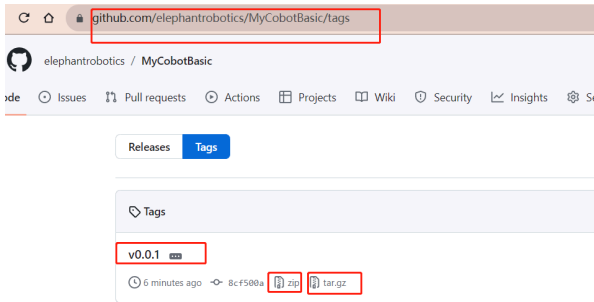 github.com/elephantrobotics/MyCobotBasic/tags
elephantrobotics / MyCobotBasic
ode Issues Pull requests Actions Projects Wiki Security Insights Se
Releases Tags
Tags
v0.0.1
6 minutes ago 8cf500a zip tar.gz